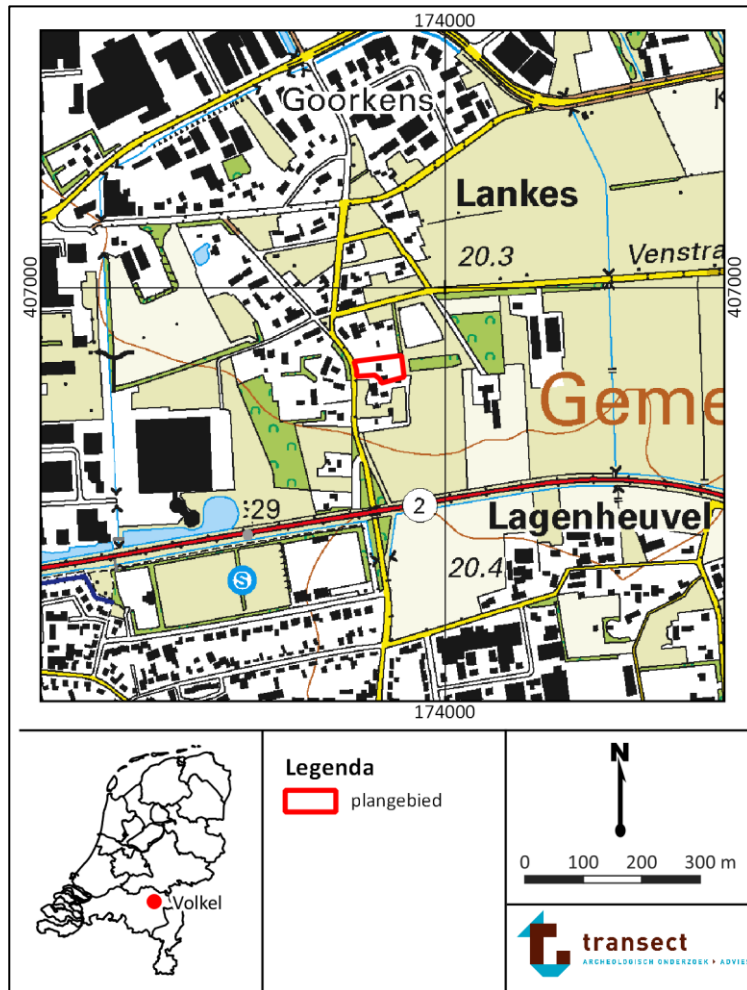 174000
Goorkens
K
Lankes
20.3
Venstra
407000
407000
Geme
29
2
Lagenheuvel
20.4
S
174000
Legenda
plangebied
Volkel
N
0 100 200 300 m
transect
ARCHEOLOGISCH ONDERZOEK ▸ ADVIES